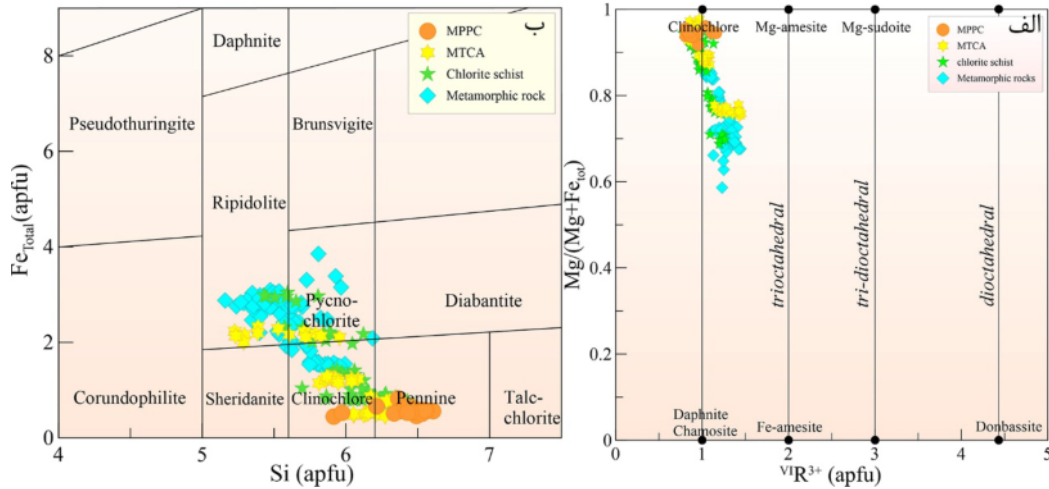 ب
MPPC
MTCA
Chlorite schist
Metamorphic rock
Daphnite
Pseudothuringite
Brunsvigite
Ripidolite
Pycno-
chlorite
Diabantite
Corundophilite
Sheridanite
Clinochlore
Pennine
Talc-
chlorite
8
6
4
2
0
4
5
6
7
Fe_Total(apfu)
Si (apfu)
الف
MPPC
MTCA
chlorite schist
Metamorphic rocks
Clinochlore
Mg-amesite
Mg-sudoite
trioctahedral
tri-dioctahedral
dioctahedral
Daphnite
Chamosite
Fe-amesite
Donbassite
1
0.8
0.6
0.4
0.2
0
0
1
2
3
4
5
Mg/(Mg+Fe_tot)
ⱽᴵR³⁺ (apfu)